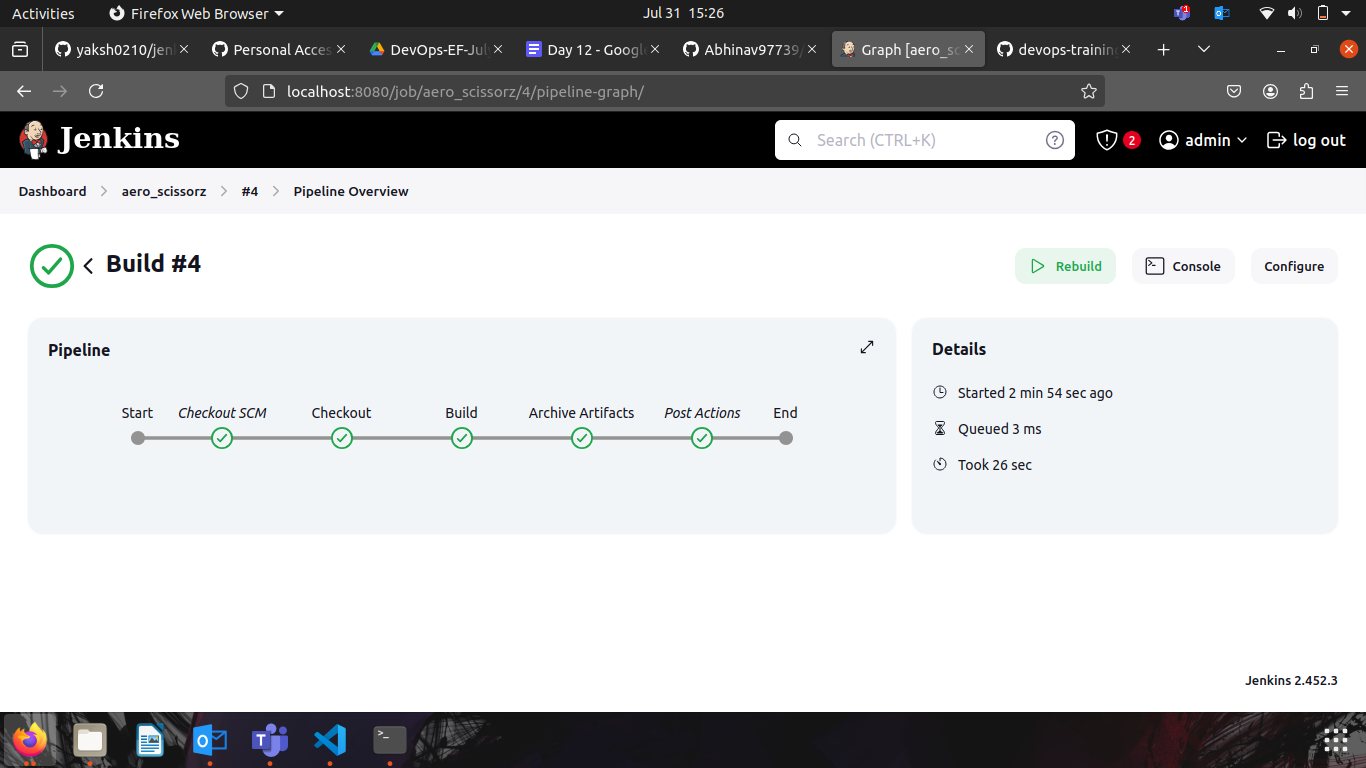 Activities Firefox Web Browser Jul 31 15:26 1
yaksh0210/jen Personal Acces DevOps-EF-Jul Day 12 - Googl Abhinav97739/ Graph [aero_sc devops-training
localhost:8080/job/aero_scissorz/4/pipeline-graph/
Jenkins Search (CTRL+K) ? 2 admin log out
Dashboard aero_scissorz #4 Pipeline Overview
Build #4 Rebuild Console Configure
Pipeline
Start Checkout SCM Checkout Build Archive Artifacts Post Actions End
Details
Started 2 min 54 sec ago
Queued 3 ms
Took 26 sec
Jenkins 2.452.3